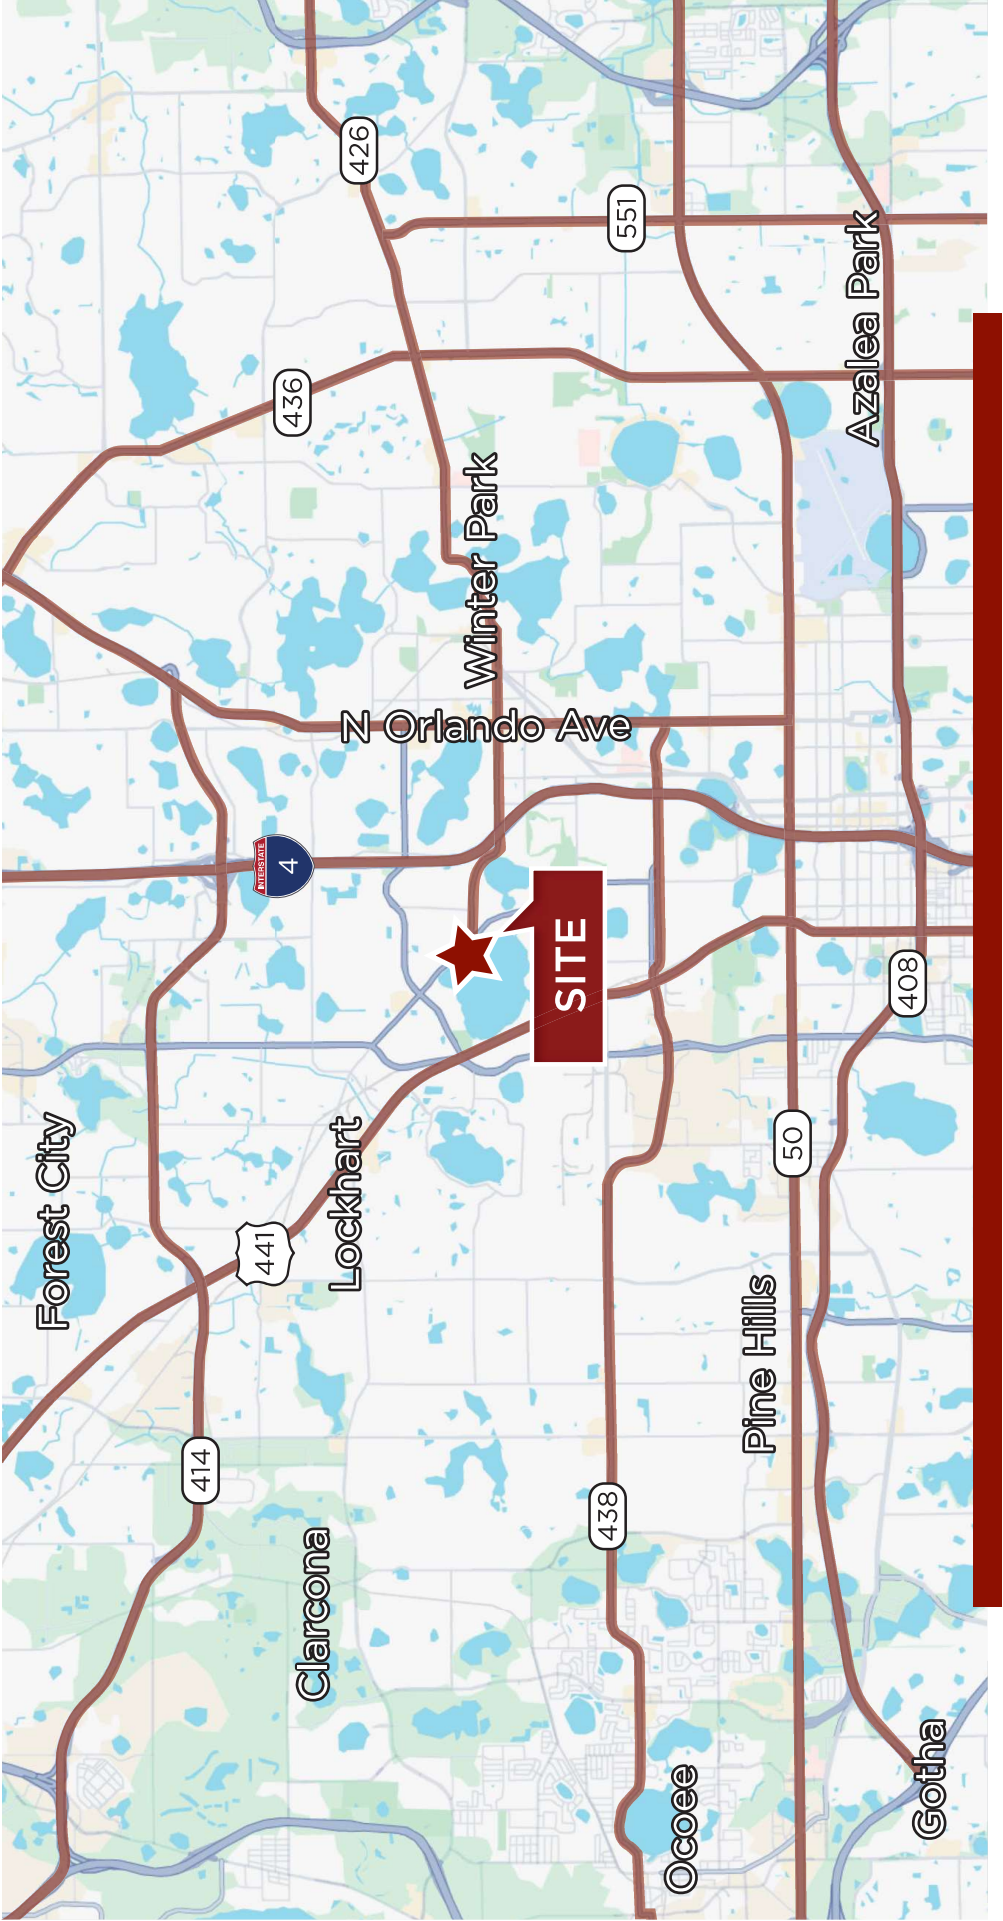 Forest City
414
Clarcona
441
Lockhart
INTERSTATE
4
436
426
N Orlando Ave
Winter Park
SITE
438
551
Ocoee
Pine Hills
50
Azalea Park
408
Gotha